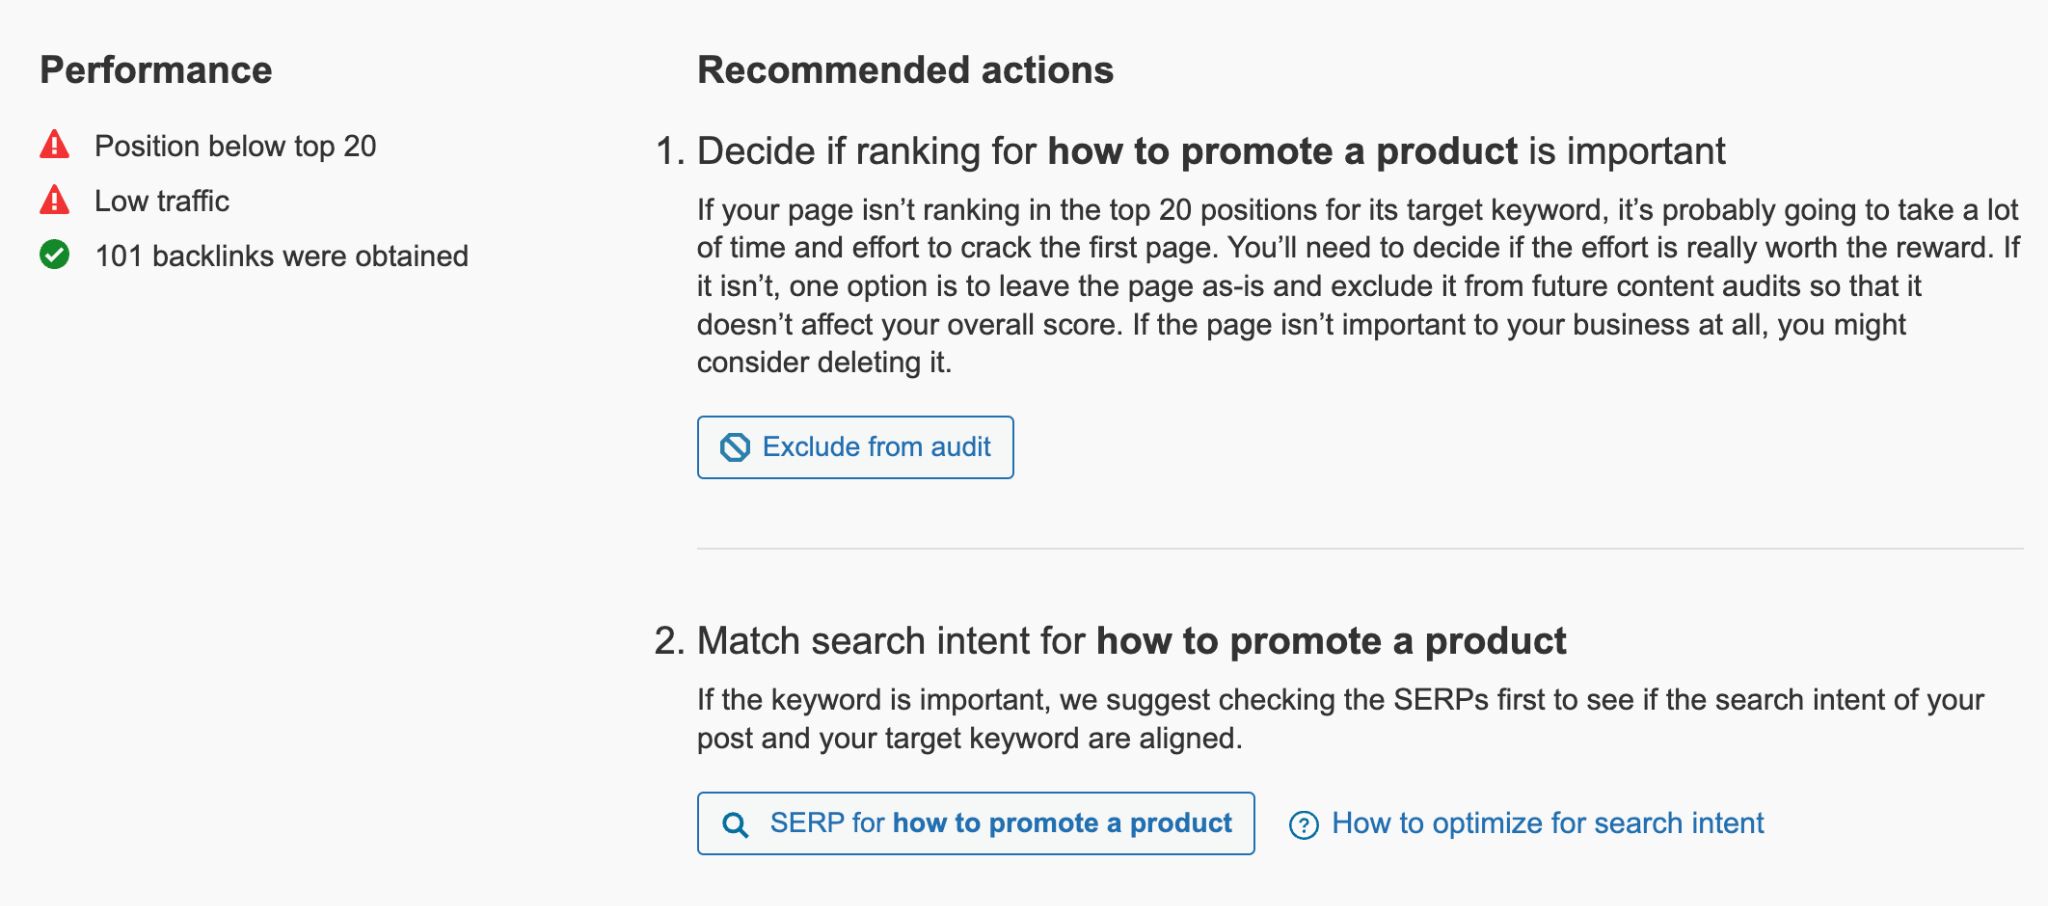 Performance
Position below top 20
Low traffic
101 backlinks were obtained
Recommended actions
1. Decide if ranking for how to promote a product is important
If your page isn’t ranking in the top 20 positions for its target keyword, it’s probably going to take a lot
of time and effort to crack the first page. You’ll need to decide if the effort is really worth the reward. If
it isn’t, one option is to leave the page as-is and exclude it from future content audits so that it
doesn’t affect your overall score. If the page isn’t important to your business at all, you might
consider deleting it.
Exclude from audit
2. Match search intent for how to promote a product
If the keyword is important, we suggest checking the SERPs first to see if the search intent of your
post and your target keyword are aligned.
SERP for how to promote a product
How to optimize for search intent